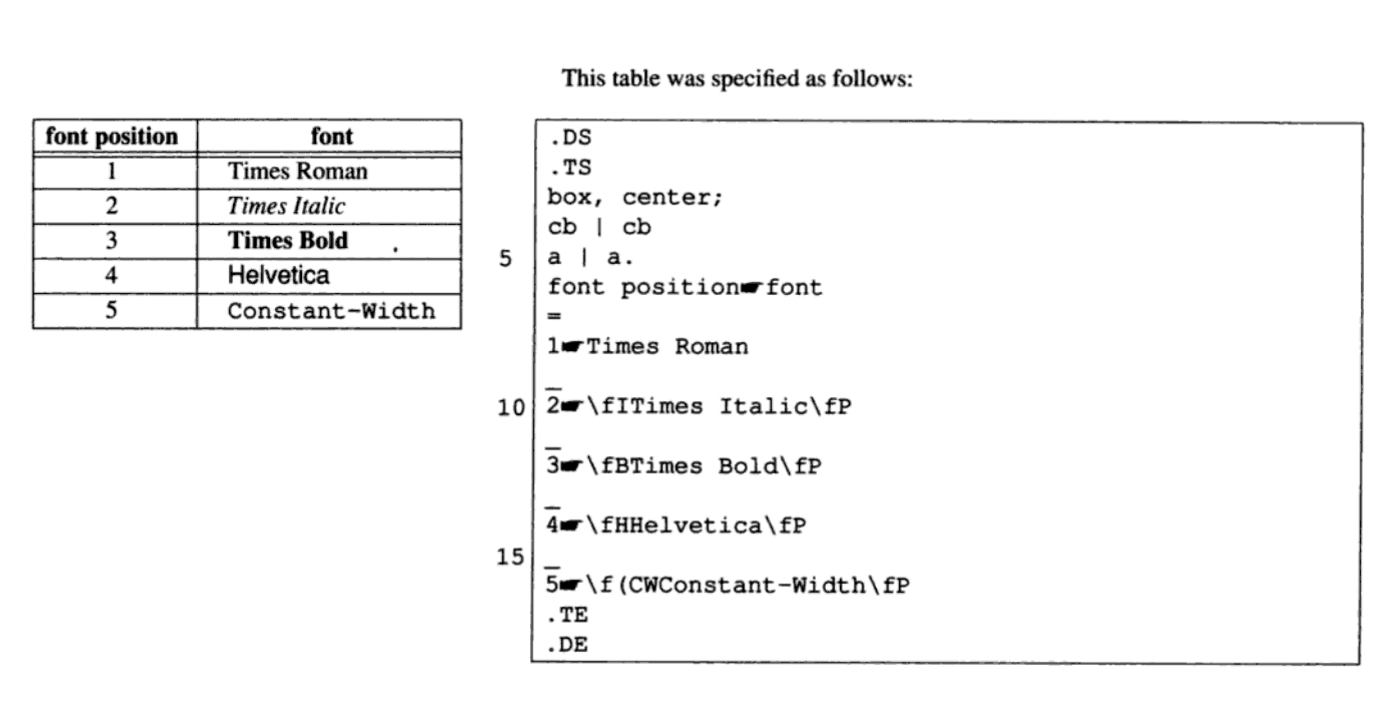 This table was specified as follows:
font position font
1 Times Roman
2 Times Italic
3 Times Bold
4 Helvetica
5 Constant-Width
.DS
.TS
box, center;
cb | cb
5 a | a.
font position☛font
=
1☛Times Roman
_
10 2☛\fITimes Italic\fP
_
3☛\fBTimes Bold\fP
_
4☛\fHHelvetica\fP
15 _
5☛\f(CWConstant-Width\fP
.TE
.DE